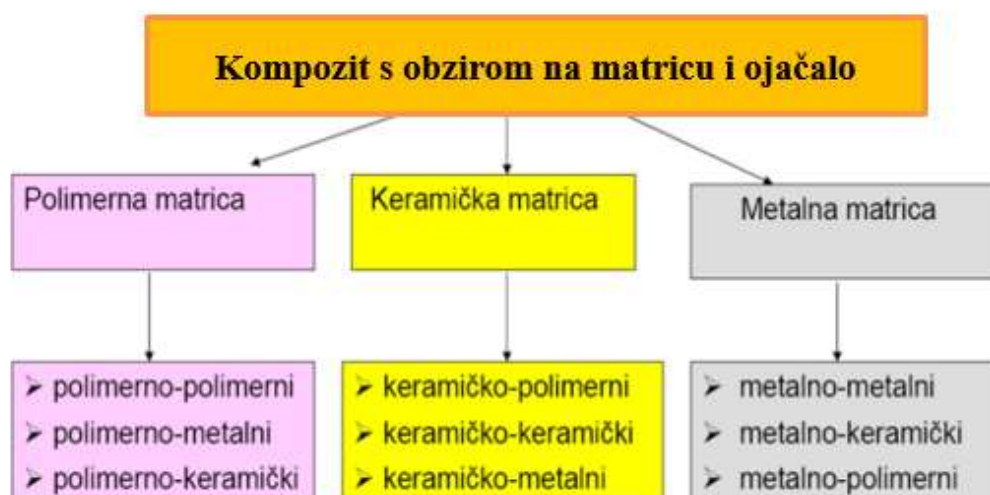 Kompozit s obzirom na matricu i ojačalo
Polimerna matrica
Keramička matrica
Metalna matrica
➢ polimerno-polimerni
➢ polimerno-metalni
➢ polimerno-keramički
➢ keramičko-polimerni
➢ keramičko-keramički
➢ keramičko-metalni
➢ metalno-metalni
➢ metalno-keramički
➢ metalno-polimerni